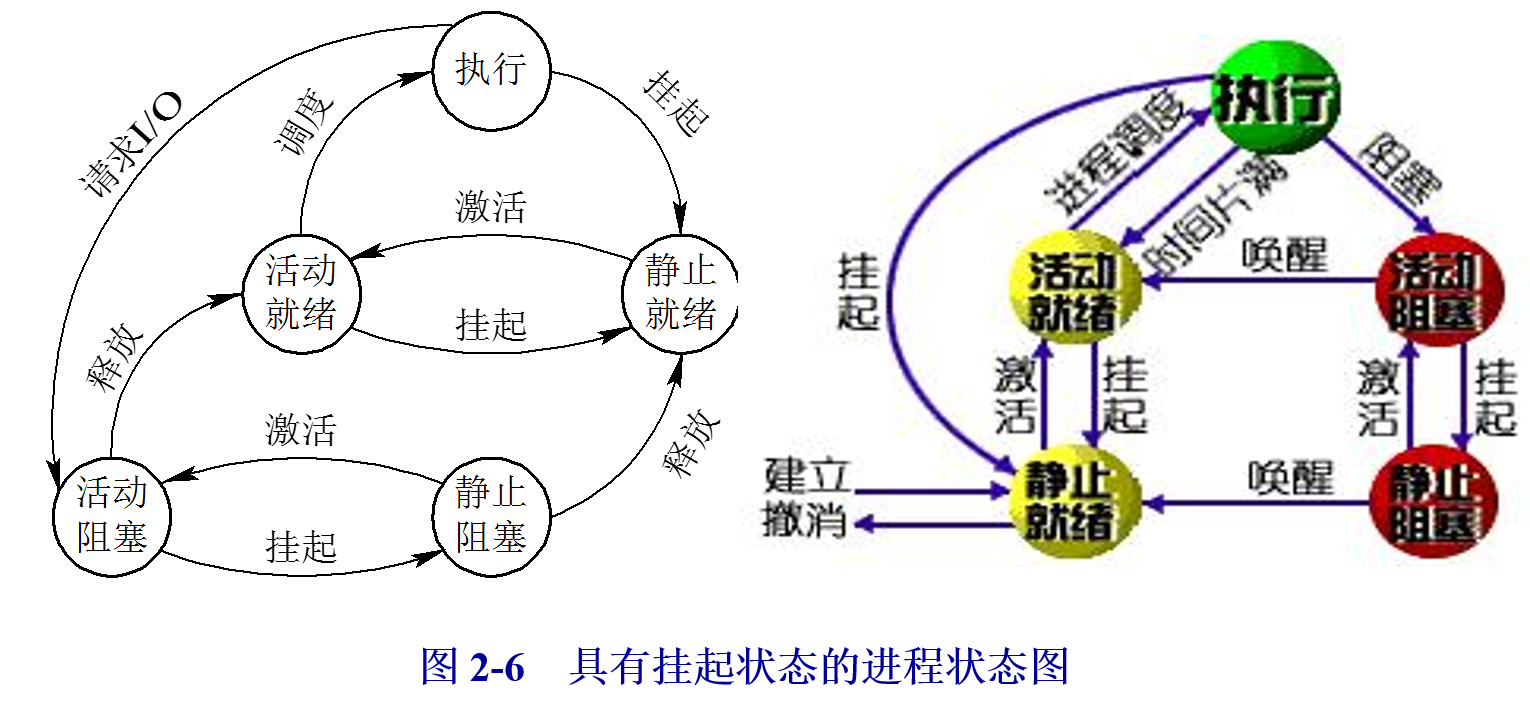 执行
请求I/O
调度
挂起
激活
活动
就绪
静止
就绪
挂起
释放
激活
释放
活动
阻塞
静止
阻塞
挂起
执行
进程调度
时间片满
阻塞
挂起
唤醒
活动
就绪
活动
阻塞
激活
挂起
激活
挂起
建立
撤消
静止
就绪
唤醒
静止
阻塞
图 2-6 具有挂起状态的进程状态图